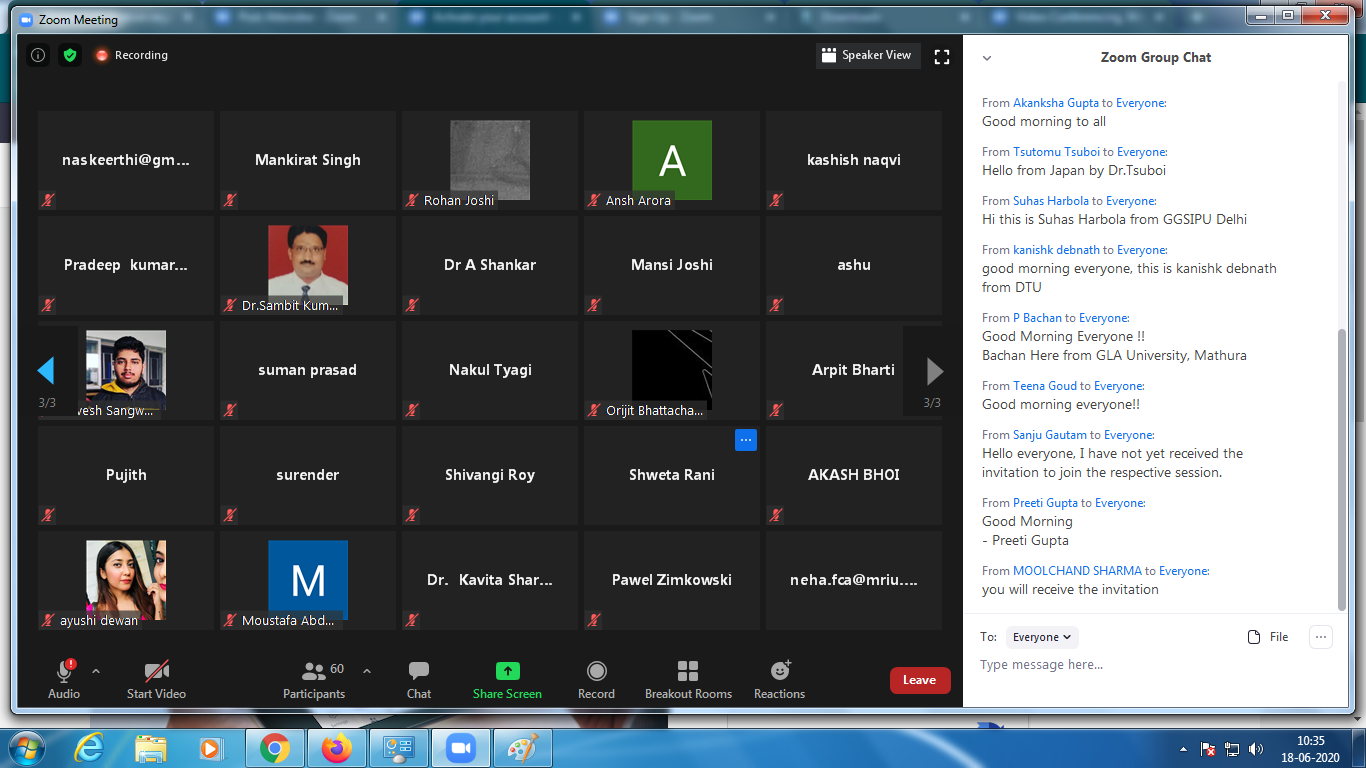 Zoom Meeting
Recording
Speaker View
naskeerthi@gm...
Mankirat Singh
Rohan Joshi
A
Ansh Arora
kashish naqvi
Pradeep kumar...
Dr.Sambit Kum...
Dr A Shankar
Mansi Joshi
ashu
3/3
vesh Sangw...
suman prasad
Nakul Tyagi
Orijit Bhattacha...
Arpit Bharti
3/3
Pujith
surender
Shivangi Roy
Shweta Rani
AKASH BHOI
ayushi dewan
M
Moustafa Abd...
Dr. Kavita Shar...
Pawel Zimkowski
neha.fca@mriu....
Audio
Start Video
60
Participants
Chat
Share Screen
Record
Breakout Rooms
Reactions
Leave
Zoom Group Chat
From Akanksha Gupta to Everyone:
Good morning to all
From Tsutomu Tsuboi to Everyone:
Hello from Japan by Dr.Tsuboi
From Suhas Harbola to Everyone:
Hi this is Suhas Harbola from GGSIPU Delhi
From kanishk debnath to Everyone:
good morning everyone, this is kanishk debnath
from DTU
From P Bachan to Everyone:
Good Morning Everyone !!
Bachan Here from GLA University, Mathura
From Teena Goud to Everyone:
Good morning everyone!!
From Sanju Gautam to Everyone:
Hello everyone, I have not yet received the
invitation to join the respective session.
From Preeti Gupta to Everyone:
Good Morning
- Preeti Gupta
From MOOLCHAND SHARMA to Everyone:
you will receive the invitation
To: Everyone
File
Type message here...
10:35
18-06-2020